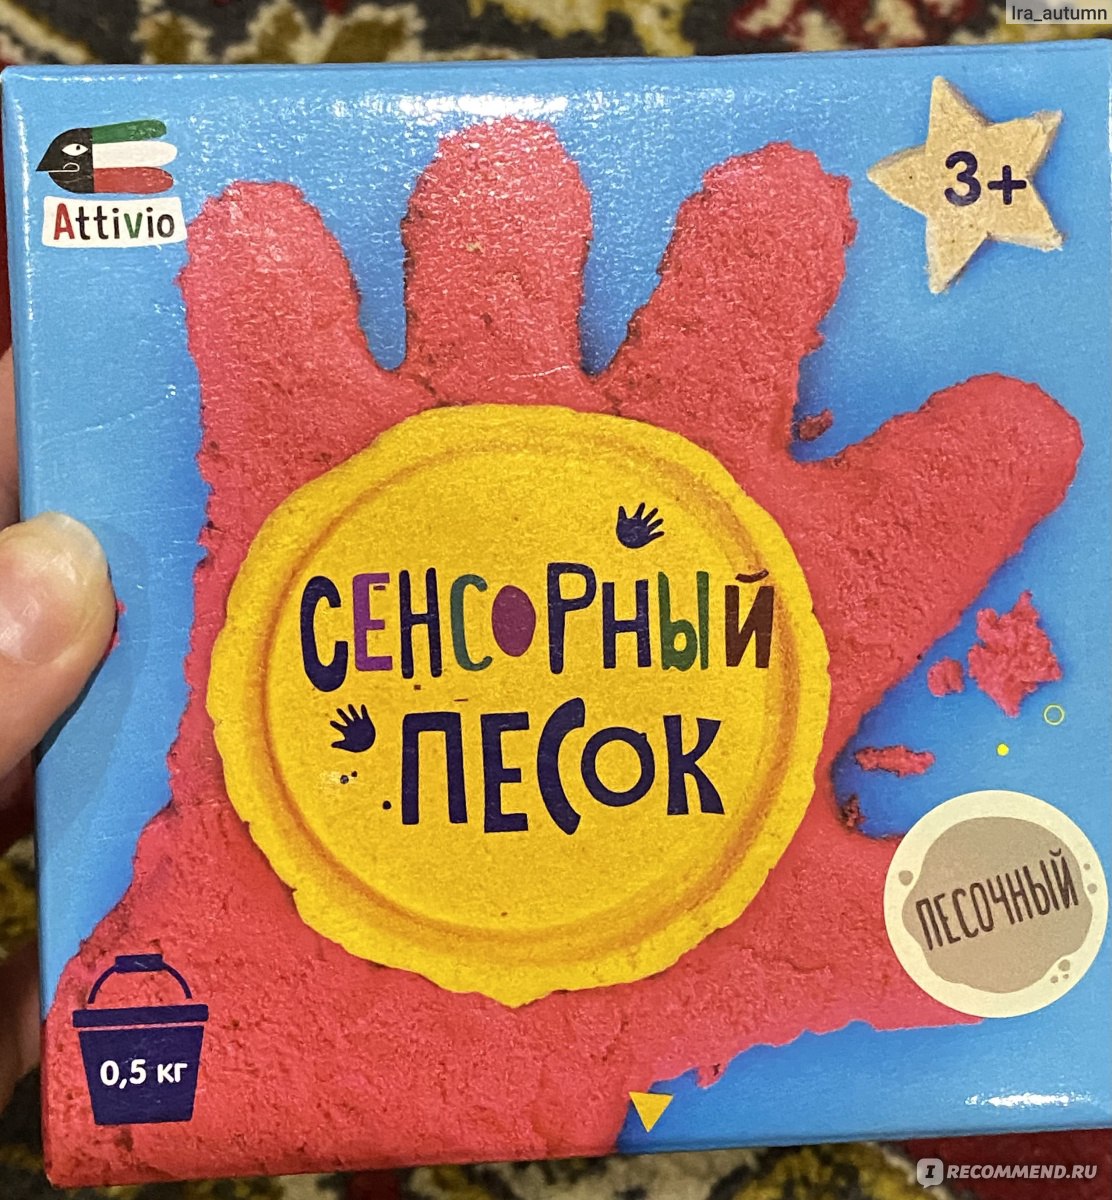 Ira_autumn
Attivio
3+
СЕНСОРНЫЙ
ПЕСОК
ПЕСОЧНЫЙ
0,5 кг
I RECOMMEND.RU